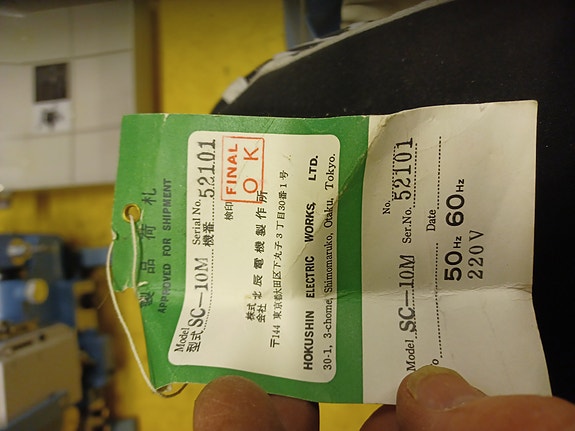 製品荷札
APPROVED FOR SHIPMENT
Model
型式 SC-10M Serial No.
機番 52101
検印 FINAL
OK
株式
会社 北辰電機製作所
〒144 東京都大田区下丸子3丁目30番1号
HOKUSHIN ELECTRIC WORKS, LTD.
30-1, 3-chome, Shimomaruko, Otaku, Tokyo.
No.
Model SC-10M Ser.No. 52101
o Date
50Hz 60Hz
220V